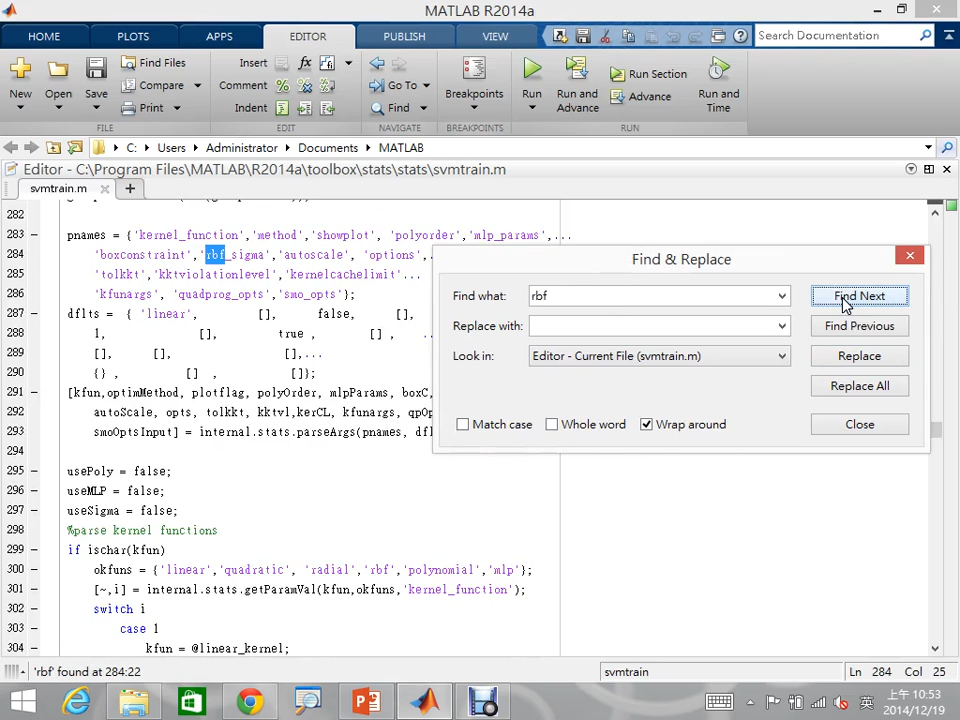 MATLAB R2014a
HOME PLOTS APPS EDITOR PUBLISH VIEW Search Documentation
New Open Save Find Files Compare Print Insert Comment Indent Go To Find Breakpoints Run Run and Advance Run Section Advance Run and Time
FILE EDIT NAVIGATE BREAKPOINTS RUN
C: Users Administrator Documents MATLAB
Editor - C:\Program Files\MATLAB\R2014a\toolbox\stats\stats\svmtrain.m
svmtrain.m
282
283 pnames = {'kernel_function','method','showplot', 'polyorder','mlp_params',...
284 'boxconstraint','rbf_sigma','autoscale', 'options',
285 'tolkkt','kktviolationlevel','kernelcachelimit'...
286 'kfunargs', 'quadprog_opts','smo_opts'};
287 dflts = { 'linear', [], false, [],
288 1, [], true , [] ,
289 [], [], [],...
290 {} , [] , []};
291 [kfun,optimMethod, plotflag, polyOrder, mlpParams, boxC,
292 autoScale, opts, tolkkt, kktvl,kerCL, kfunargs, qpOp
293 smoOptsInput] = internal.stats.parseArgs(pnames, df
294
295 usePoly = false;
296 useMLP = false;
297 useSigma = false;
298 %parse kernel functions
299 if ischar(kfun)
300 okfuns = {'linear','quadratic', 'radial','rbf','polynomial','mlp'};
301 [~,i] = internal.stats.getParamVal(kfun,okfuns,'kernel_function');
302 switch i
303 case 1
304 kfun = @linear_kernel;
Find & Replace
Find what: rbf Find Next
Replace with: Find Previous
Look in: Editor - Current File (svmtrain.m) Replace
Replace All
Match case Whole word Wrap around Close
'rbf' found at 284:22 svmtrain Ln 284 Col 25
英 上午 10:53
2014/12/19